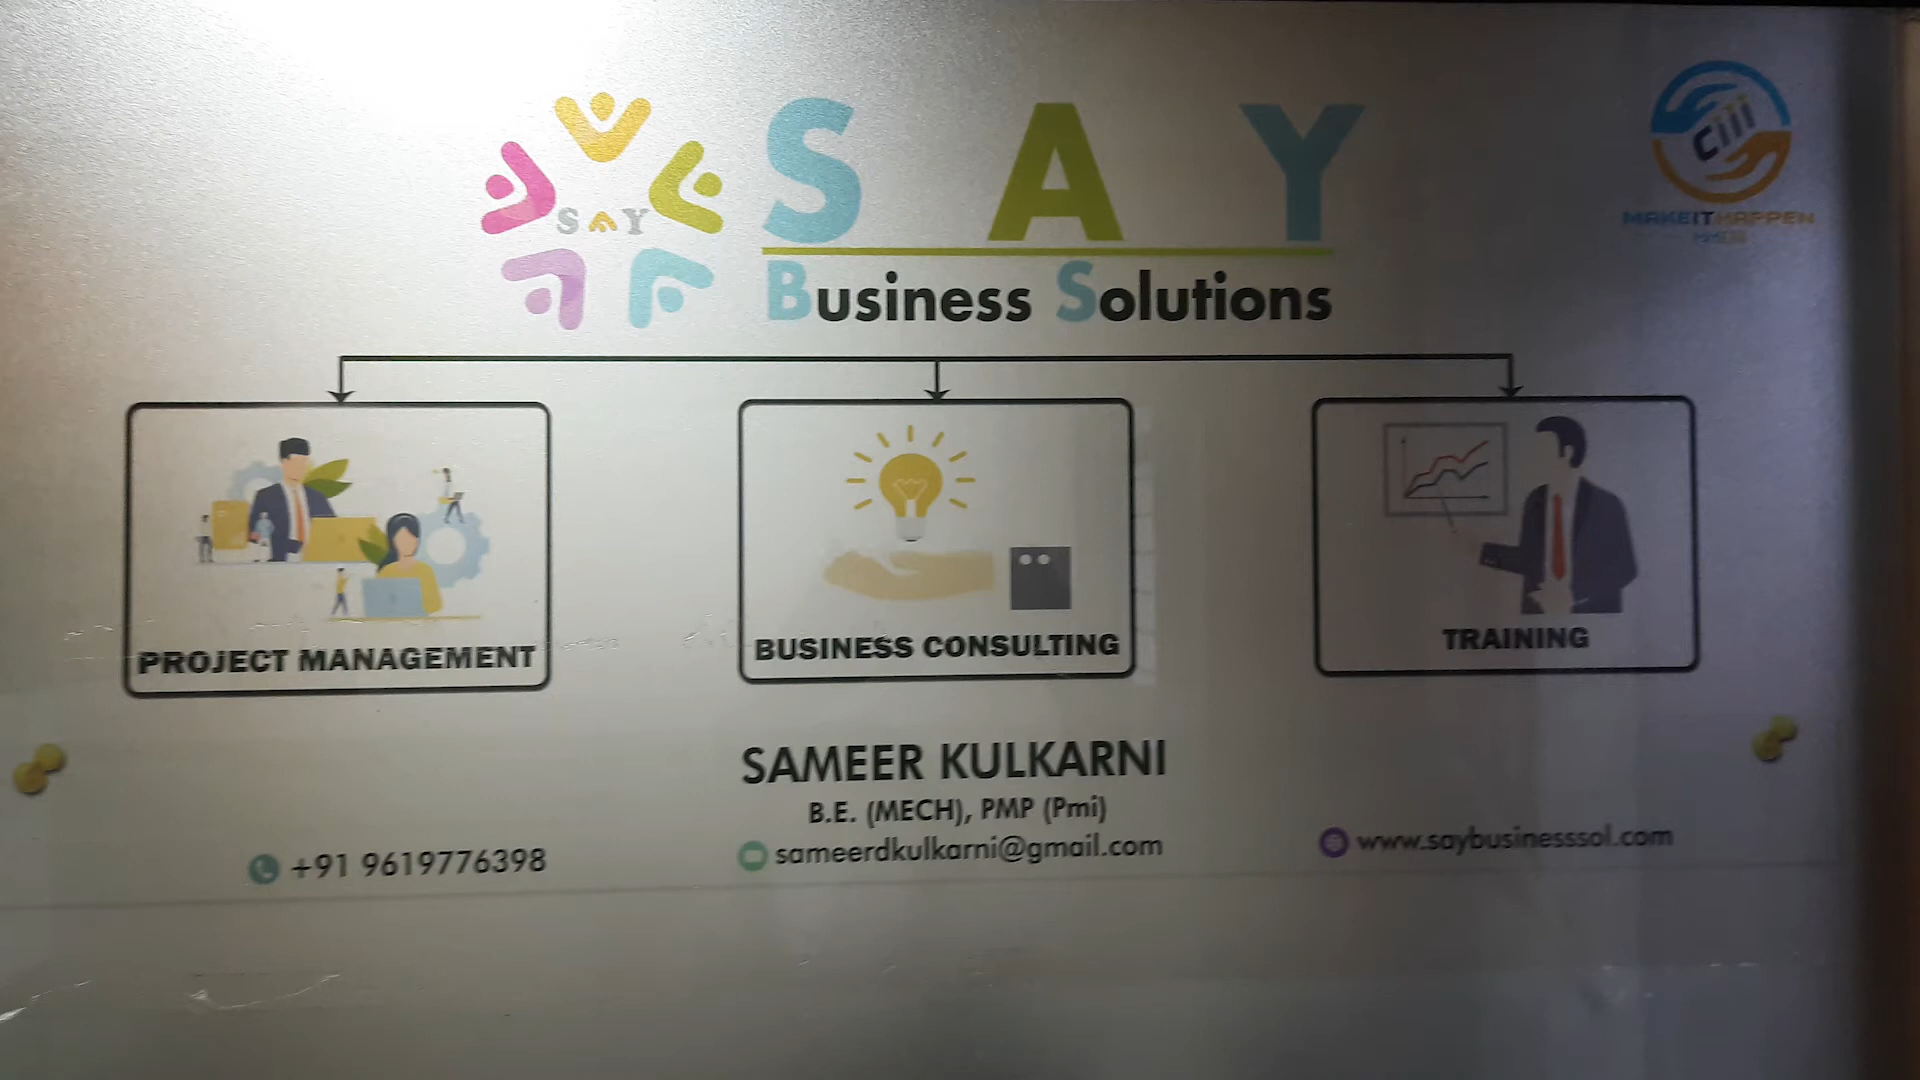 S A Y
SAY
Business Solutions
ciii
MAKEITHAPPEN
PROJECT MANAGEMENT
BUSINESS CONSULTING
TRAINING
SAMEER KULKARNI
B.E. (MECH), PMP (Pmi)
+91 9619776398
sameerdkulkarni@gmail.com
www.saybusinesssol.com